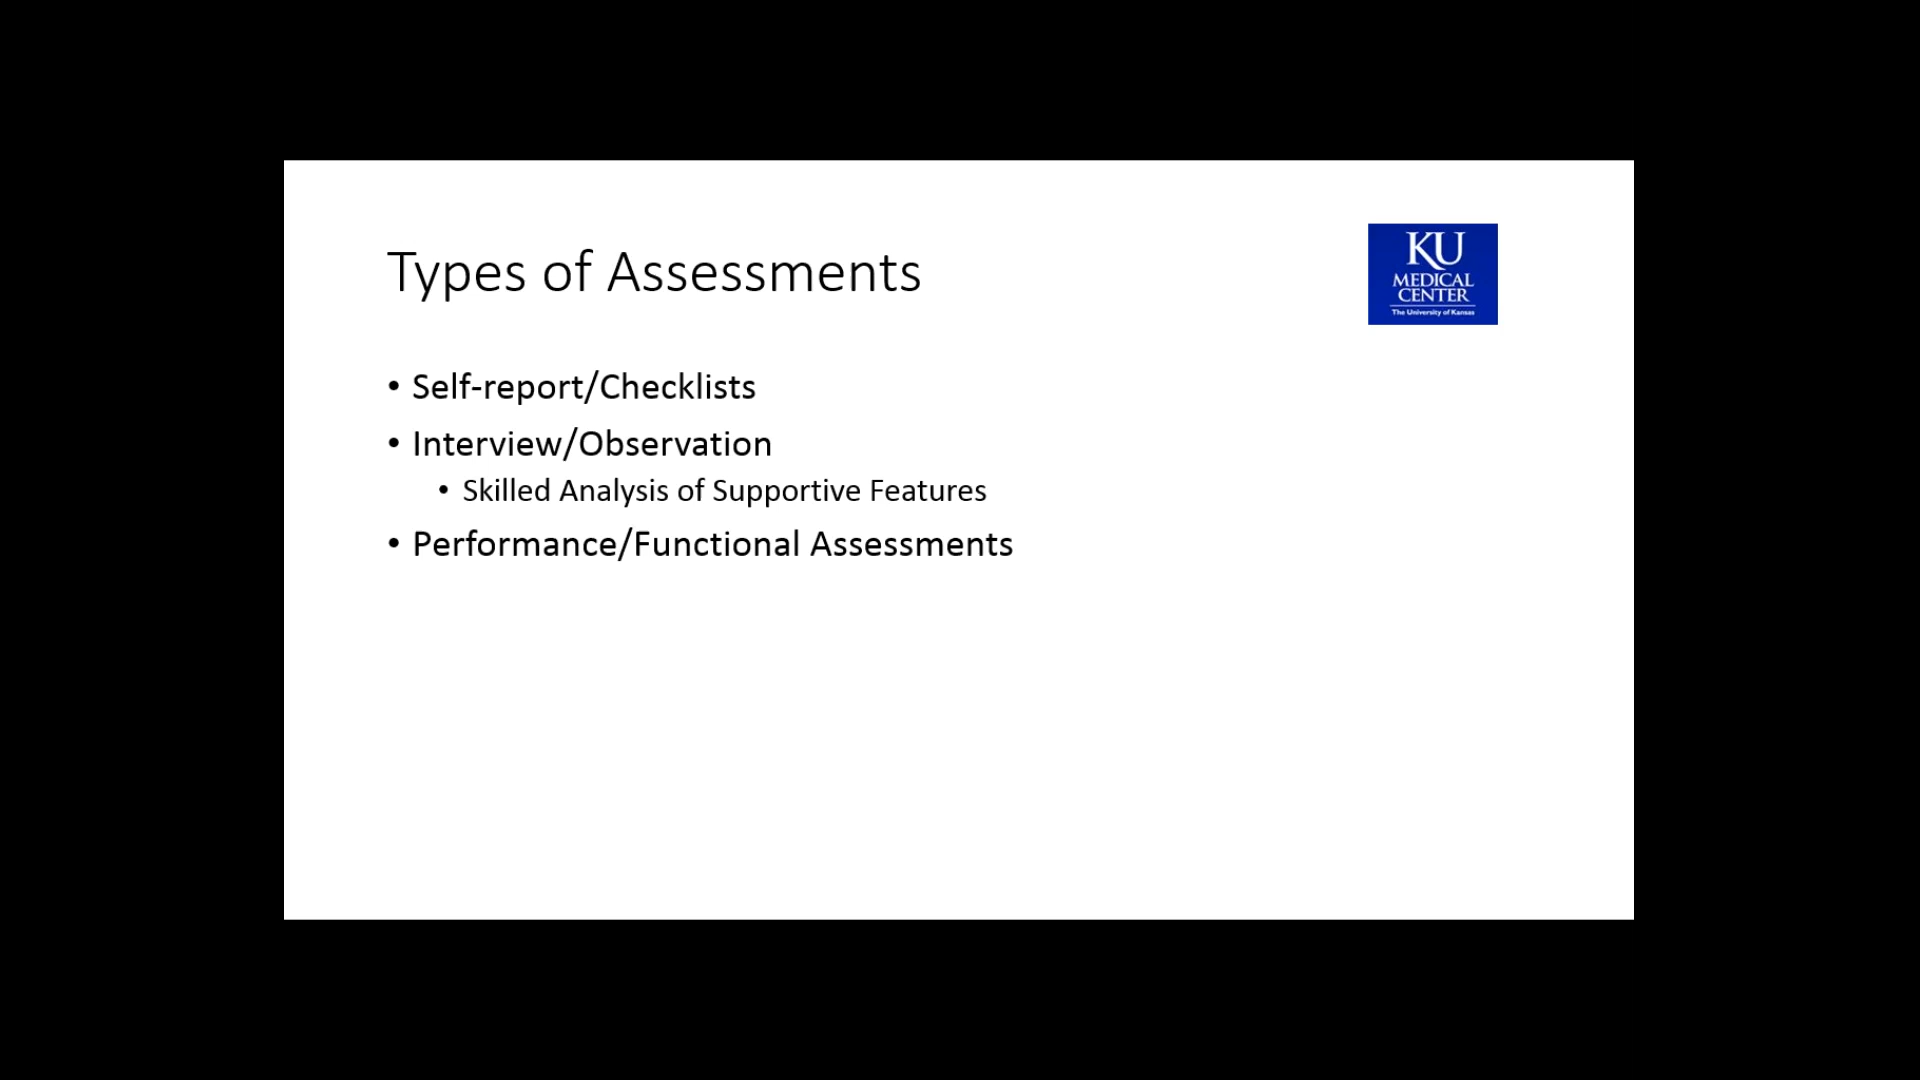 Types of Assessments
KU
MEDICAL
CENTER
The University of Kansas
• Self-report/Checklists
• Interview/Observation
• Skilled Analysis of Supportive Features
• Performance/Functional Assessments